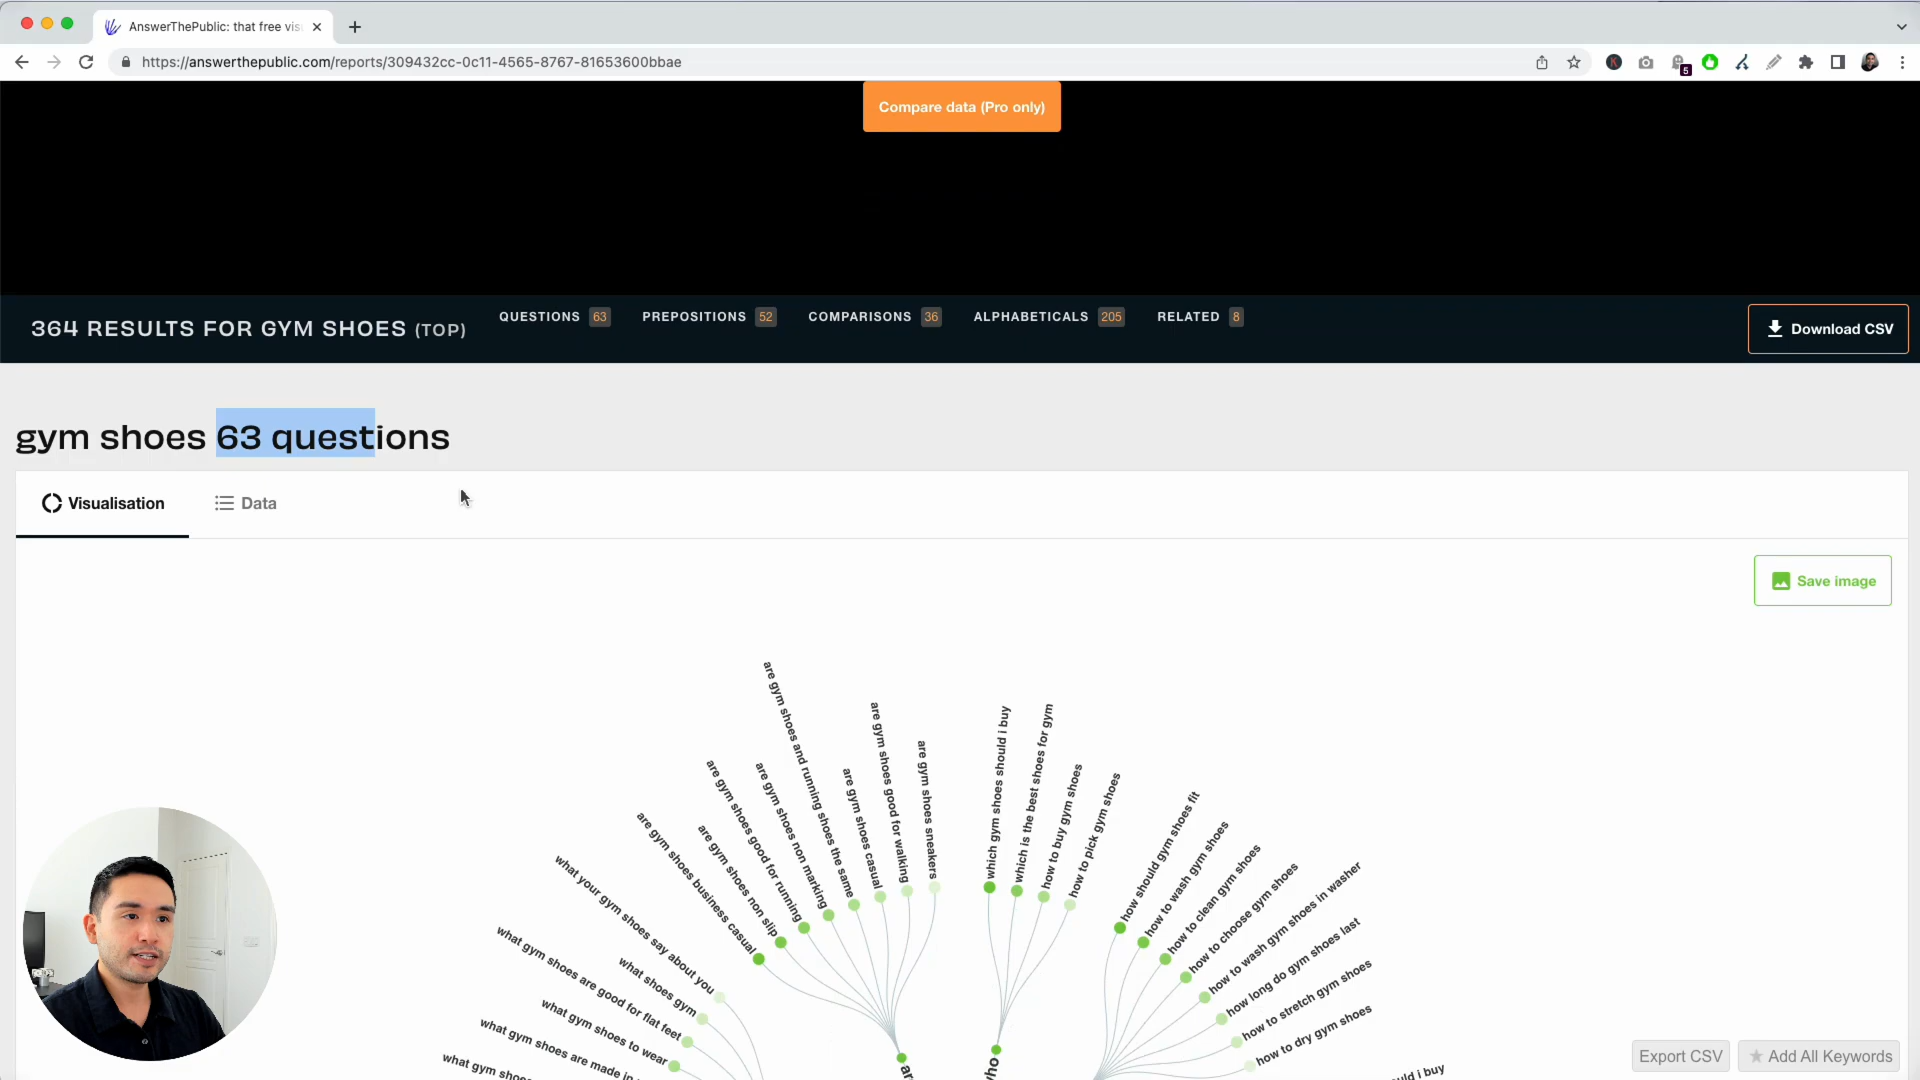 AnswerThePublic: that free vis
https://answerthepublic.com/reports/309432cc-0c11-4565-8767-81653600bbae
5
Compare data (Pro only)
364 RESULTS FOR GYM SHOES (TOP)
QUESTIONS 63
PREPOSITIONS 52
COMPARISONS 36
ALPHABETICALS 205
RELATED 8
Download CSV
gym shoes 63 questions
Visualisation
Data
Save image
what gym shoes are made in
what gym shoes to wear
what gym shoes are good for flat feet
what shoes gym
what your gym shoes say about you
are gym shoes business casual
are gym shoes non slip
are gym shoes good for running
are gym shoes non marking
are gym shoes and running shoes the same
are gym shoes casual
are gym shoes good for walking
are gym shoes sneakers
which gym shoes should i buy
which is the best shoes for gym
how to buy gym shoes
how to pick gym shoes
how should gym shoes fit
how to wash gym shoes
how to clean gym shoes
how to choose gym shoes
how to wash gym shoes in washer
how long do gym shoes last
how to stretch gym shoes
how to dry gym shoes
Export CSV
Add All Keywords